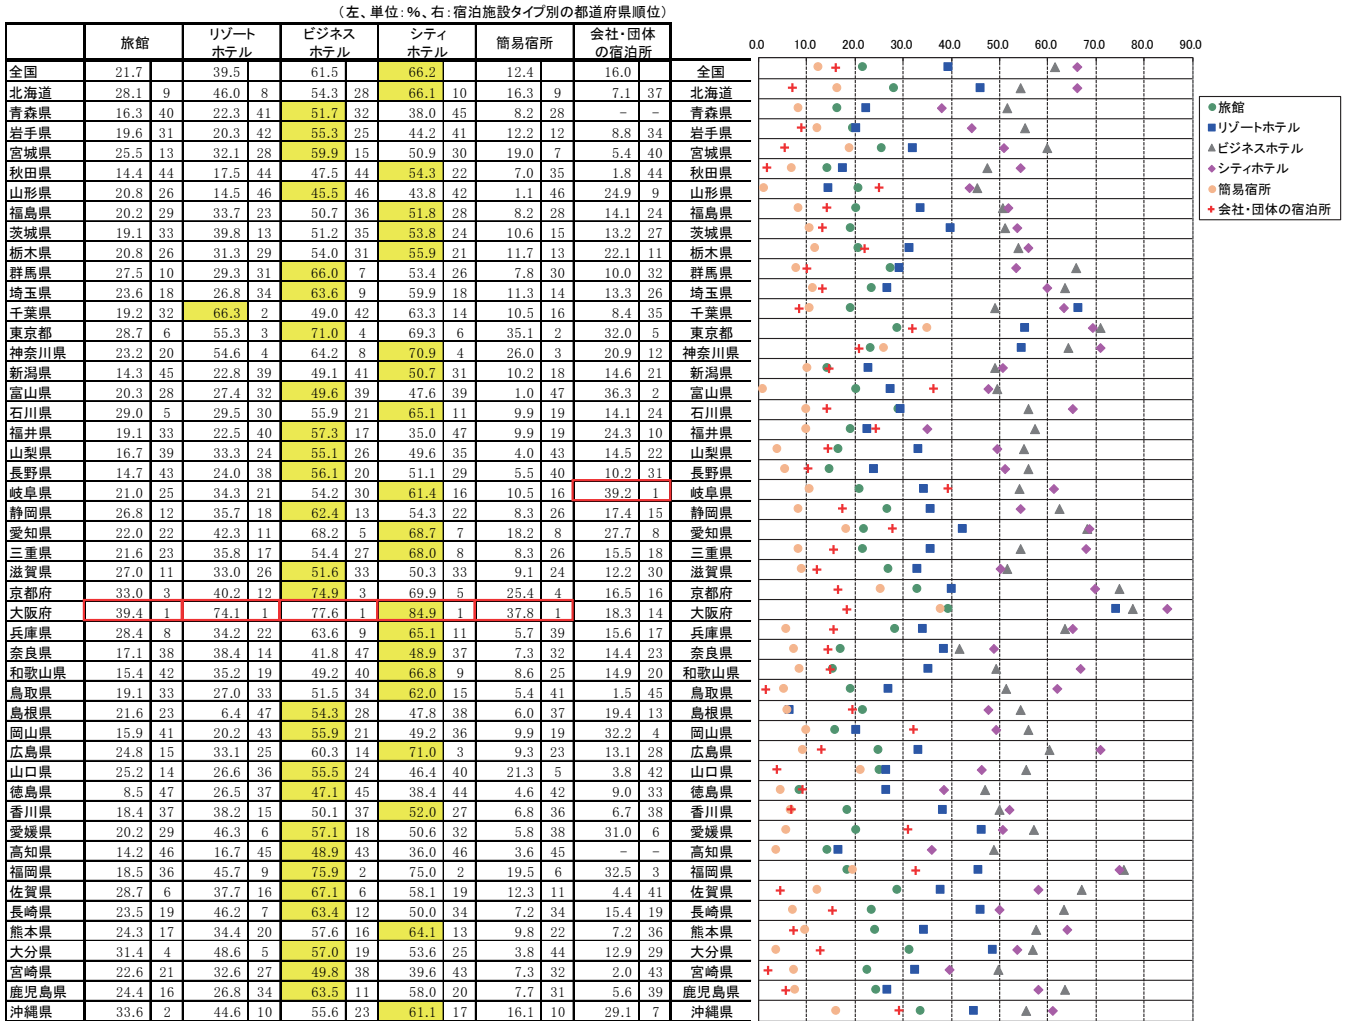 (左、単位:%、右:宿泊施設タイプ別の都道府県順位)
旅館 リゾートホテル ビジネスホテル シティホテル 簡易宿所 会社・団体の宿泊所
0.0 10.0 20.0 30.0 40.0 50.0 60.0 70.0 80.0 90.0
全国 21.7 39.5 61.5 66.2 12.4 16.0 全国
北海道 28.1 9 46.0 8 54.3 28 66.1 10 16.3 9 7.1 37 北海道
青森県 16.3 40 22.3 41 51.7 32 38.0 45 8.2 28 － － 青森県
岩手県 19.6 31 20.3 42 55.3 25 44.2 41 12.2 12 8.8 34 岩手県
宮城県 25.5 13 32.1 28 59.9 15 50.9 30 19.0 7 5.4 40 宮城県
秋田県 14.4 44 17.5 44 47.5 44 54.3 22 7.0 35 1.8 44 秋田県
山形県 20.8 26 14.5 46 45.5 46 43.8 42 1.1 46 24.9 9 山形県
福島県 20.2 29 33.7 23 50.7 36 51.8 28 8.2 28 14.1 24 福島県
茨城県 19.1 33 39.8 13 51.2 35 53.8 24 10.6 15 13.2 27 茨城県
栃木県 20.8 26 31.3 29 54.0 31 55.9 21 11.7 13 22.1 11 栃木県
群馬県 27.5 10 29.3 31 66.0 7 53.4 26 7.8 30 10.0 32 群馬県
埼玉県 23.6 18 26.8 34 63.6 9 59.9 18 11.3 14 13.3 26 埼玉県
千葉県 19.2 32 66.3 2 49.0 42 63.3 14 10.5 16 8.4 35 千葉県
東京都 28.7 6 55.3 3 71.0 4 69.3 6 35.1 2 32.0 5 東京都
神奈川県 23.2 20 54.6 4 64.2 8 70.9 4 26.0 3 20.9 12 神奈川県
新潟県 14.3 45 22.8 39 49.1 41 50.7 31 10.2 18 14.6 21 新潟県
富山県 20.3 28 27.4 32 49.6 39 47.6 39 1.0 47 36.3 2 富山県
石川県 29.0 5 29.5 30 55.9 21 65.1 11 9.9 19 14.1 24 石川県
福井県 19.1 33 22.5 40 57.3 17 35.0 47 9.9 19 24.3 10 福井県
山梨県 16.7 39 33.3 24 55.1 26 49.6 35 4.0 43 14.5 22 山梨県
長野県 14.7 43 24.0 38 56.1 20 51.1 29 5.5 40 10.2 31 長野県
岐阜県 21.0 25 34.3 21 54.2 30 61.4 16 10.5 16 39.2 1 岐阜県
静岡県 26.8 12 35.7 18 62.4 13 54.3 22 8.3 26 17.4 15 静岡県
愛知県 22.0 22 42.3 11 68.2 5 68.7 7 18.2 8 27.7 8 愛知県
三重県 21.6 23 35.8 17 54.4 27 68.0 8 8.3 26 15.5 18 三重県
滋賀県 27.0 11 33.0 26 51.6 33 50.3 33 9.1 24 12.2 30 滋賀県
京都府 33.0 3 40.2 12 74.9 3 69.9 5 25.4 4 16.5 16 京都府
大阪府 39.4 1 74.1 1 77.6 1 84.9 1 37.8 1 18.3 14 大阪府
兵庫県 28.4 8 34.2 22 63.6 9 65.1 11 5.7 39 15.6 17 兵庫県
奈良県 17.1 38 38.4 14 41.8 47 48.9 37 7.3 32 14.4 23 奈良県
和歌山県 15.4 42 35.2 19 49.2 40 66.8 9 8.6 25 14.9 20 和歌山県
鳥取県 19.1 33 27.0 33 51.5 34 62.0 15 5.4 41 1.5 45 鳥取県
島根県 21.6 23 6.4 47 54.3 28 47.8 38 6.0 37 19.4 13 島根県
岡山県 15.9 41 20.2 43 55.9 21 49.2 36 9.9 19 32.2 4 岡山県
広島県 24.8 15 33.1 25 60.3 14 71.0 3 9.3 23 13.1 28 広島県
山口県 25.2 14 26.6 36 55.5 24 46.4 40 21.3 5 3.8 42 山口県
徳島県 8.5 47 26.5 37 47.1 45 38.4 44 4.6 42 9.0 33 徳島県
香川県 18.4 37 38.2 15 50.1 37 52.0 27 6.8 36 6.7 38 香川県
愛媛県 20.2 29 46.3 6 57.1 18 50.6 32 5.8 38 31.0 6 愛媛県
高知県 14.2 46 16.7 45 48.9 43 36.0 46 3.6 45 － － 高知県
福岡県 18.5 36 45.7 9 75.9 2 75.0 2 19.5 6 32.5 3 福岡県
佐賀県 28.7 6 37.7 16 67.1 6 58.1 19 12.3 11 4.4 41 佐賀県
長崎県 23.5 19 46.2 7 63.4 12 50.0 34 7.2 34 15.4 19 長崎県
熊本県 24.3 17 34.4 20 57.6 16 64.1 13 9.8 22 7.2 36 熊本県
大分県 31.4 4 48.6 5 57.0 19 53.6 25 3.8 44 12.9 29 大分県
宮崎県 22.6 21 32.6 27 49.8 38 39.6 43 7.3 32 2.0 43 宮崎県
鹿児島県 24.4 16 26.8 34 63.5 11 58.0 20 7.7 31 5.6 39 鹿児島県
沖縄県 33.6 2 44.6 10 55.6 23 61.1 17 16.1 10 29.1 7 沖縄県
旅館
リゾートホテル
ビジネスホテル
シティホテル
簡易宿所
会社・団体の宿泊所